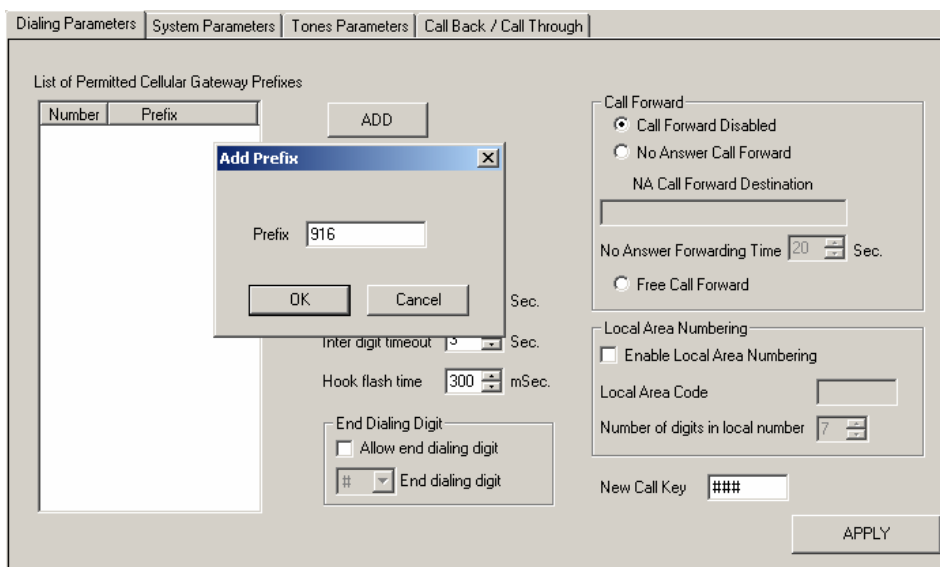 Dialing Parameters
System Parameters
Tones Parameters
Call Back / Call Through
List of Permitted Cellular Gateway Prefixes
Number Prefix
ADD
Add Prefix
Prefix 916
OK Cancel
Sec.
Inter digit timeout 3 Sec.
Hook flash time 300 mSec.
End Dialing Digit
Allow end dialing digit
# End dialing digit
Call Forward
Call Forward Disabled
No Answer Call Forward
NA Call Forward Destination
No Answer Forwarding Time 20 Sec.
Free Call Forward
Local Area Numbering
Enable Local Area Numbering
Local Area Code
Number of digits in local number 7
New Call Key ###
APPLY